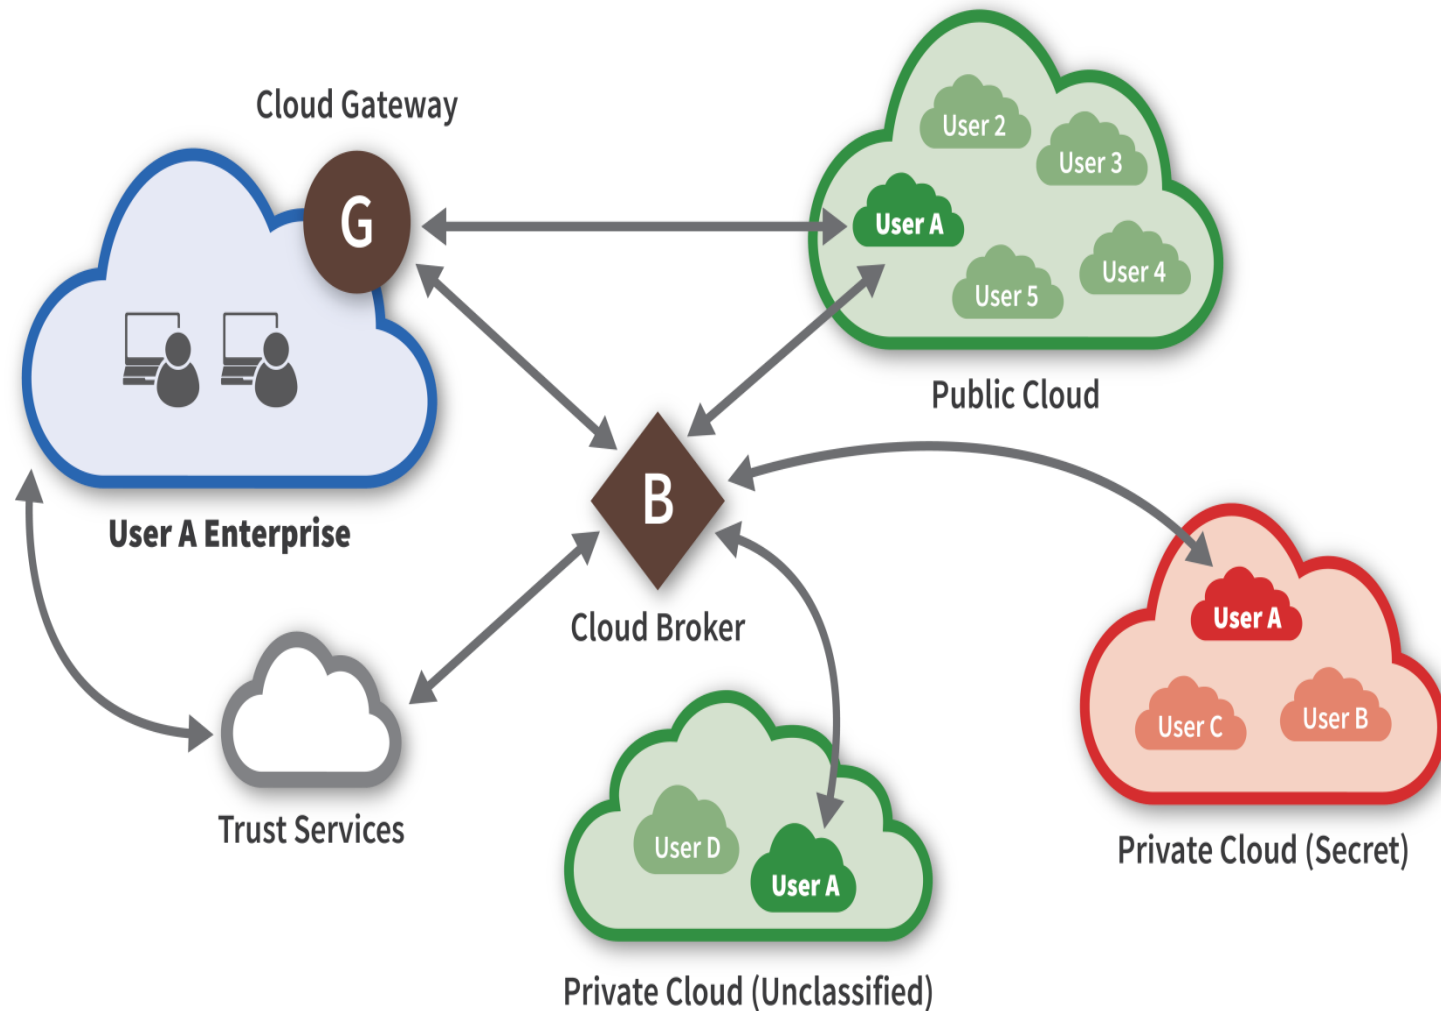 Cloud Gateway
G
User 2
User 3
User A
User 4
User 5
Public Cloud
User A Enterprise
B
Cloud Broker
User A
User C
User B
Private Cloud (Secret)
Trust Services
User D
User A
Private Cloud (Unclassified)